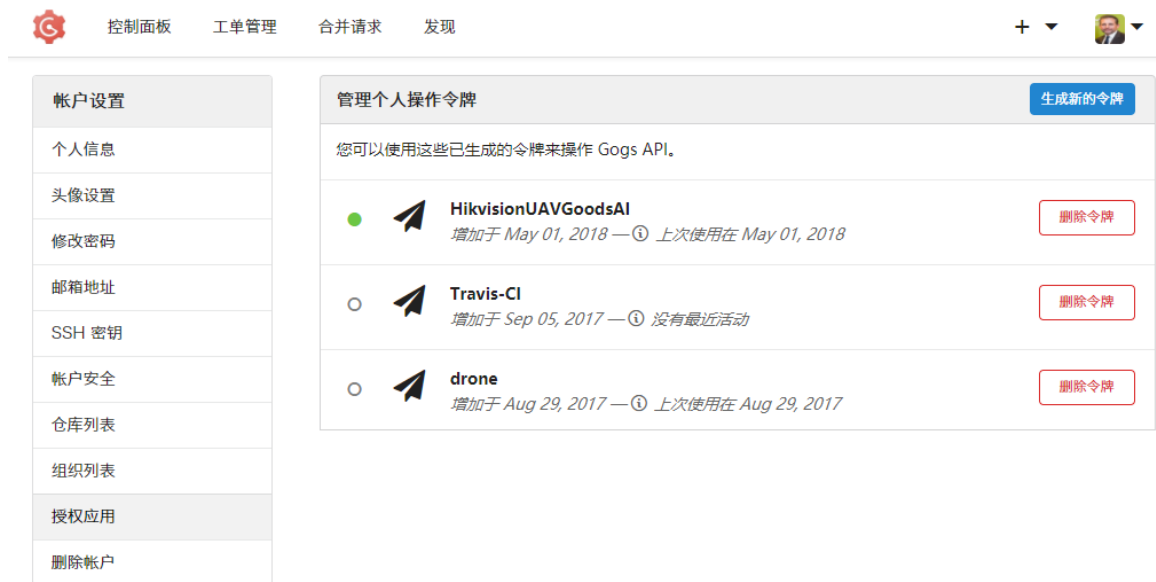 控制面板 工单管理 合并请求 发现
帐户设置
个人信息
头像设置
修改密码
邮箱地址
SSH 密钥
帐户安全
仓库列表
组织列表
授权应用
删除帐户
管理个人操作令牌 生成新的令牌
您可以使用这些已生成的令牌来操作 Gogs API。
HikvisionUAVGoodsAI
增加于 May 01, 2018 — 上次使用在 May 01, 2018
删除令牌
Travis-CI
增加于 Sep 05, 2017 — 没有最近活动
删除令牌
drone
增加于 Aug 29, 2017 — 上次使用在 Aug 29, 2017
删除令牌